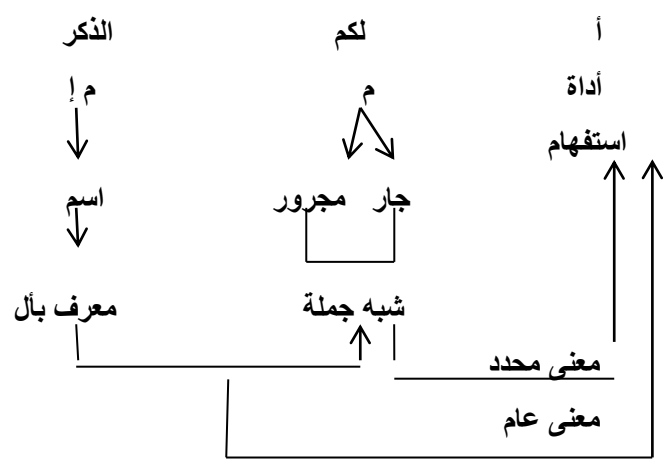 أ لكم الذكر
أداة م م إ
استفهام
جار مجرور اسم
شبه جملة معرف بأل
معنى محدد
معنى عام